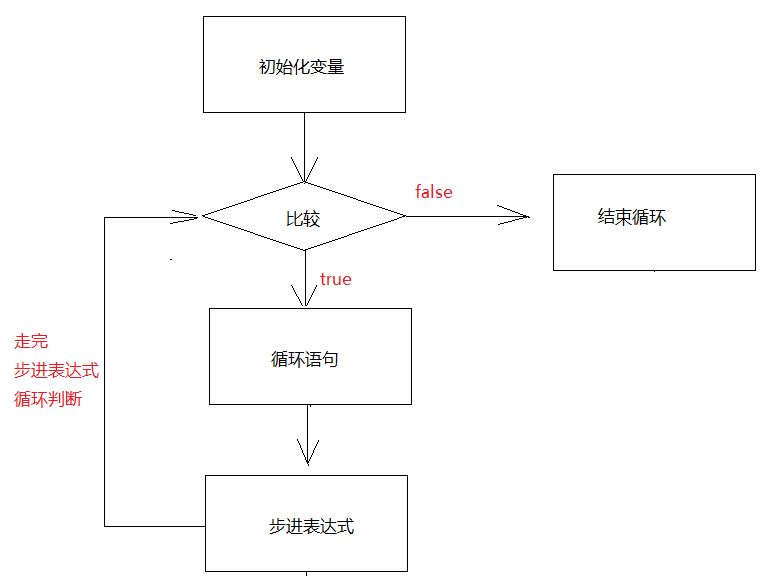 初始化变量
比较
false
结束循环
true
循环语句
走完
步进表达式
循环判断
步进表达式